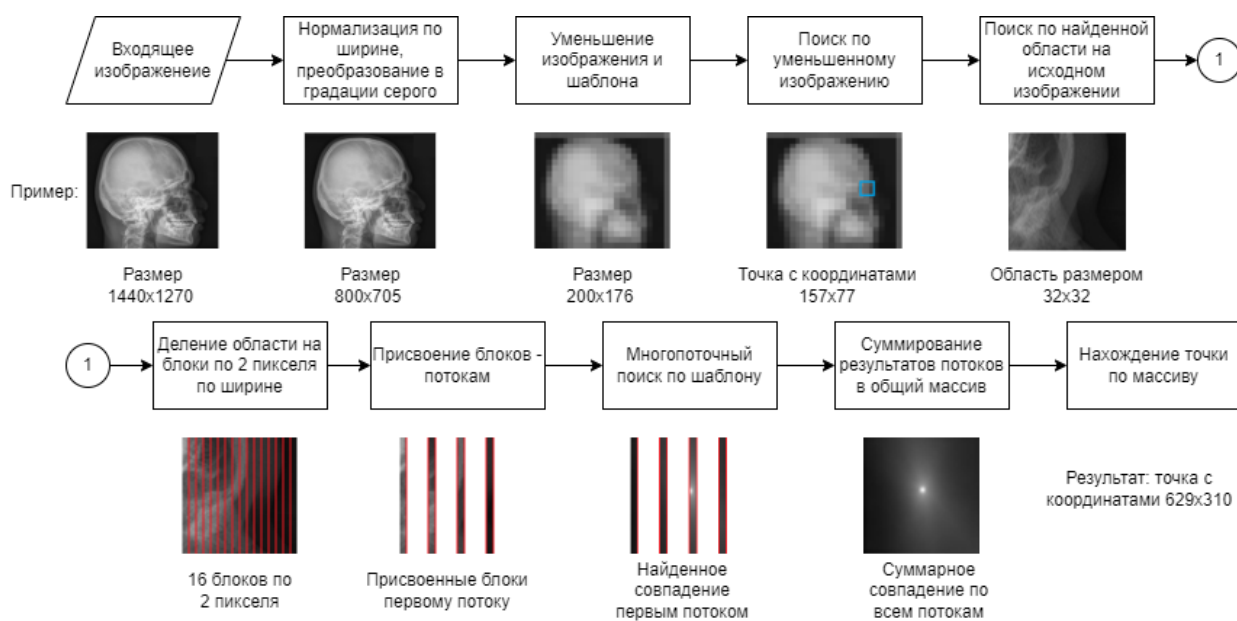 Входящее
изображенеие
Нормализация по
ширине,
преобразование в
градации серого
Уменьшение
изображения и
шаблона
Поиск по
уменьшенному
изображению
Поиск по найденной
области на
исходном
изображении
1
Пример:
Размер
1440x1270
Размер
800x705
Размер
200x176
Точка с координатами
157x77
Область размером
32x32
1
Деление области на
блоки по 2 пикселя
по ширине
Присвоение блоков -
потокам
Многопоточный
поиск по шаблону
Суммирование
результатов потоков
в общий массив
Нахождение точки
по массиву
16 блоков по
2 пикселя
Присвоенные блоки
первому потоку
Найденное
совпадение
первым потоком
Суммарное
совпадение по
всем потокам
Результат: точка с
координатами 629x310